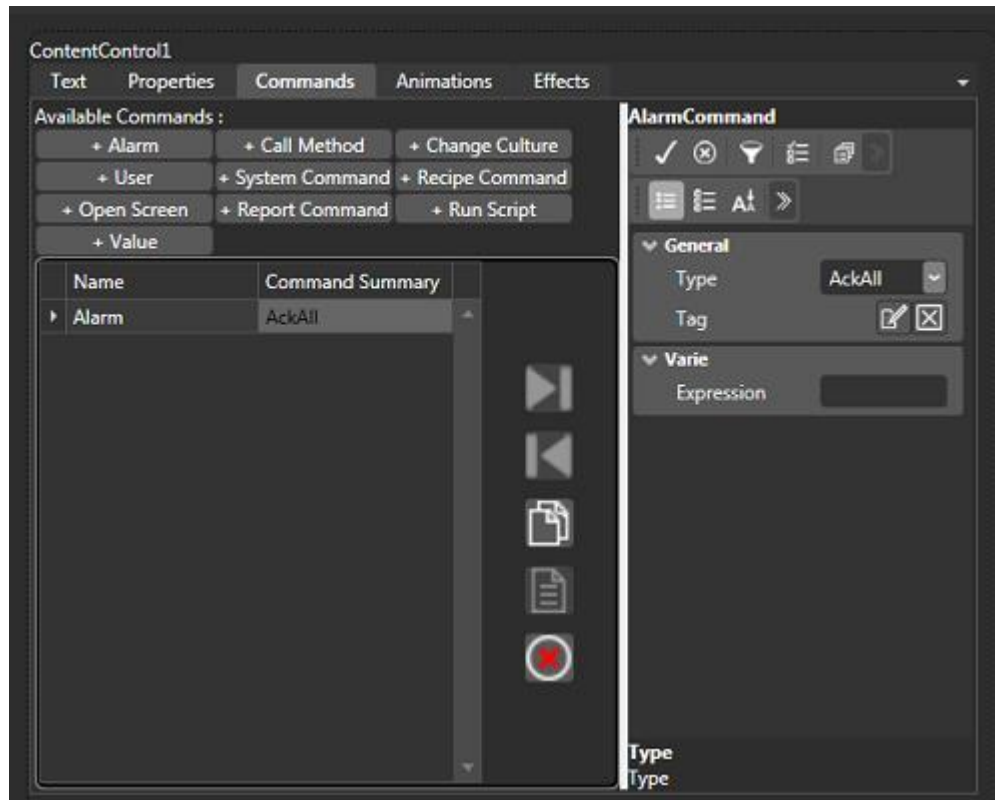 ContentControl1
Text Properties Commands Animations Effects
Available Commands :
+ Alarm + Call Method + Change Culture
+ User + System Command + Recipe Command
+ Open Screen + Report Command + Run Script
+ Value
Name Command Summary
Alarm AckAll
AlarmCommand
General
Type AckAll
Tag
Varie
Expression
Type
Type